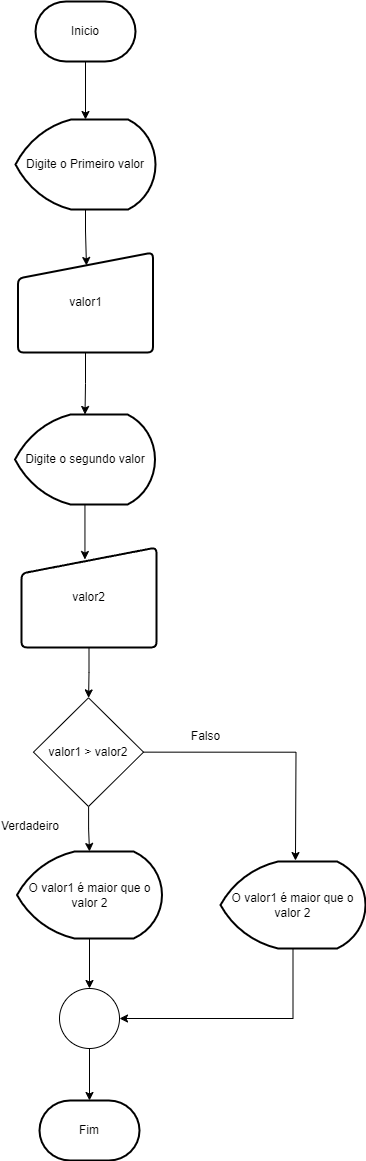 Inicio
Digite o Primeiro valor
valor1
Digite o segundo valor
valor2
valor1 > valor2
Falso
Verdadeiro
O valor1 é maior que o
valor 2
O valor1 é maior que o
valor 2
Fim